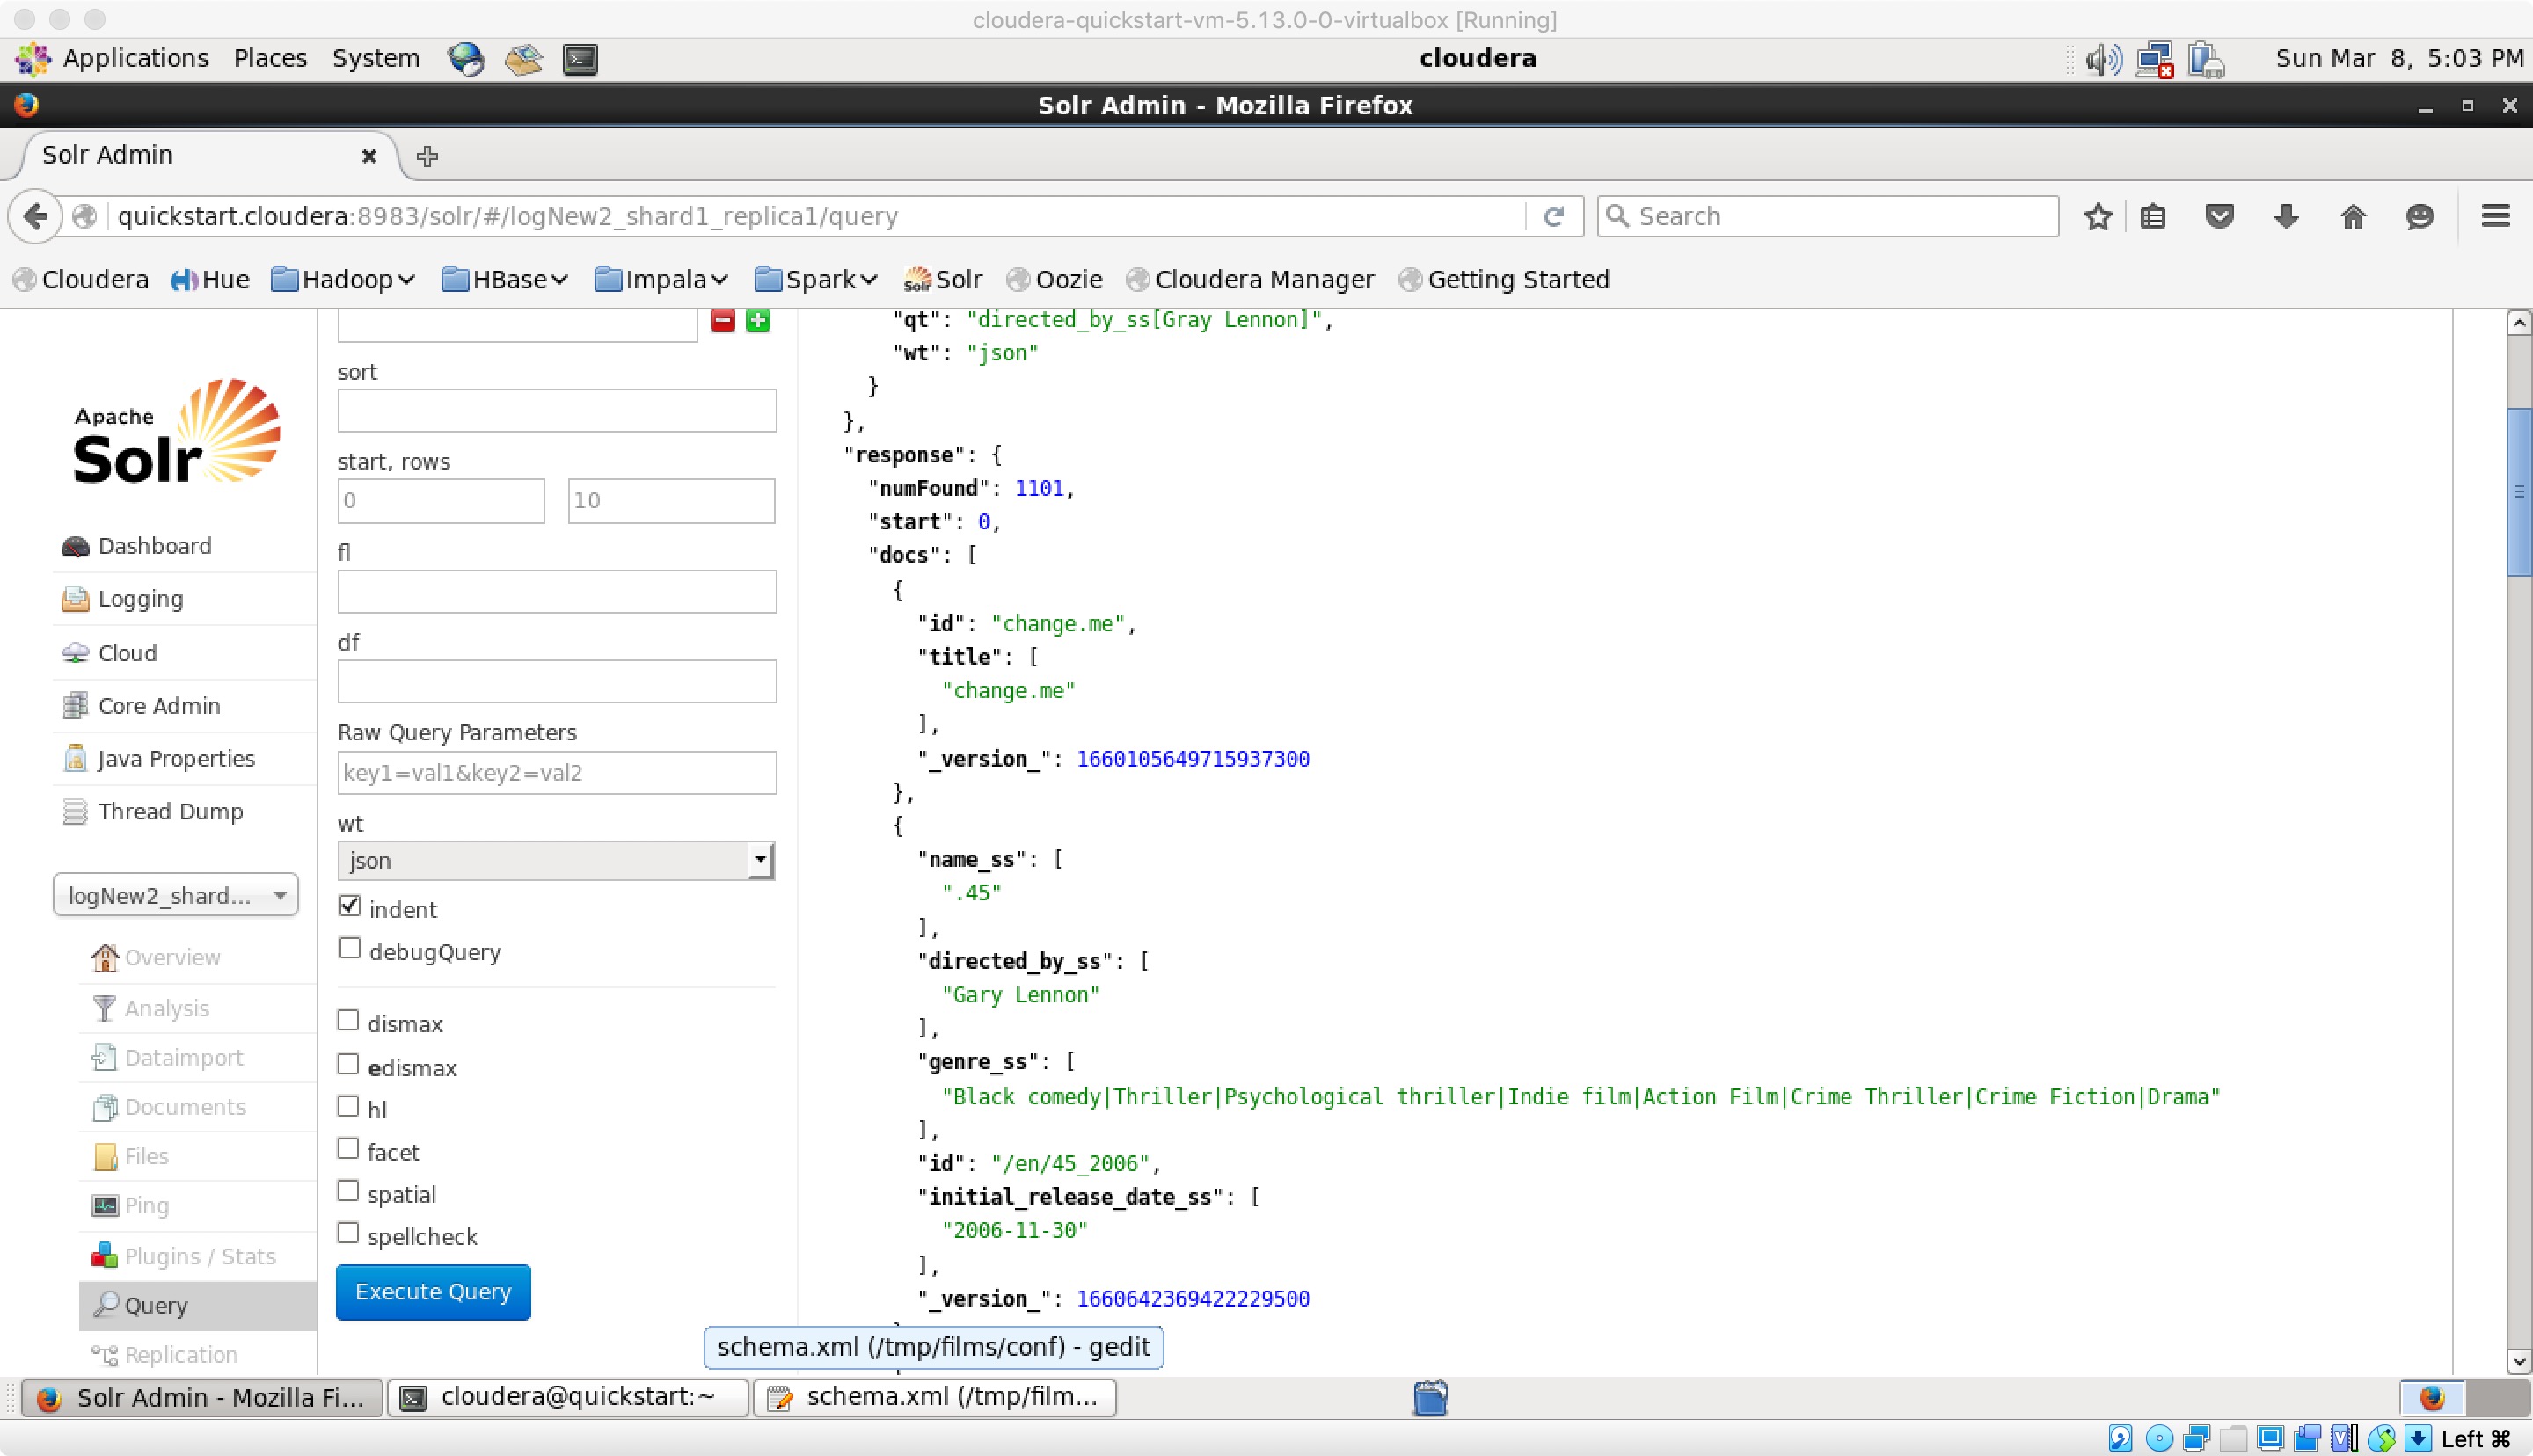 cloudera-quickstart-vm-5.13.0-0-virtualbox [Running]
Applications Places System cloudera Sun Mar 8, 5:03 PM
Solr Admin - Mozilla Firefox
Solr Admin
quickstart.cloudera:8983/solr/#/logNew2_shard1_replica1/query Search
Cloudera Hue Hadoop HBase Impala Spark Solr Oozie Cloudera Manager Getting Started
Apache
Solr
Dashboard
Logging
Cloud
Core Admin
Java Properties
Thread Dump
logNew2_shard...
Overview
Analysis
Dataimport
Documents
Files
Ping
Plugins / Stats
Query
Replication
sort
start, rows
0 10
fl
df
Raw Query Parameters
key1=val1&key2=val2
wt
json
indent
debugQuery
dismax
edismax
hl
facet
spatial
spellcheck
Execute Query
"qt": "directed_by_ss[Gray Lennon]",
"wt": "json"
}
},
"response": {
"numFound": 1101,
"start": 0,
"docs": [
{
"id": "change.me",
"title": [
"change.me"
],
"_version_": 1660105649715937300
},
{
"name_ss": [
".45"
],
"directed_by_ss": [
"Gary Lennon"
],
"genre_ss": [
"Black comedy|Thriller|Psychological thriller|Indie film|Action Film|Crime Thriller|Crime Fiction|Drama"
],
"id": "/en/45_2006",
"initial_release_date_ss": [
"2006-11-30"
],
"_version_": 1660642369422229500
schema.xml (/tmp/films/conf) - gedit
Solr Admin - Mozilla Fi... cloudera@quickstart:~ schema.xml (/tmp/film...
Left ⌘